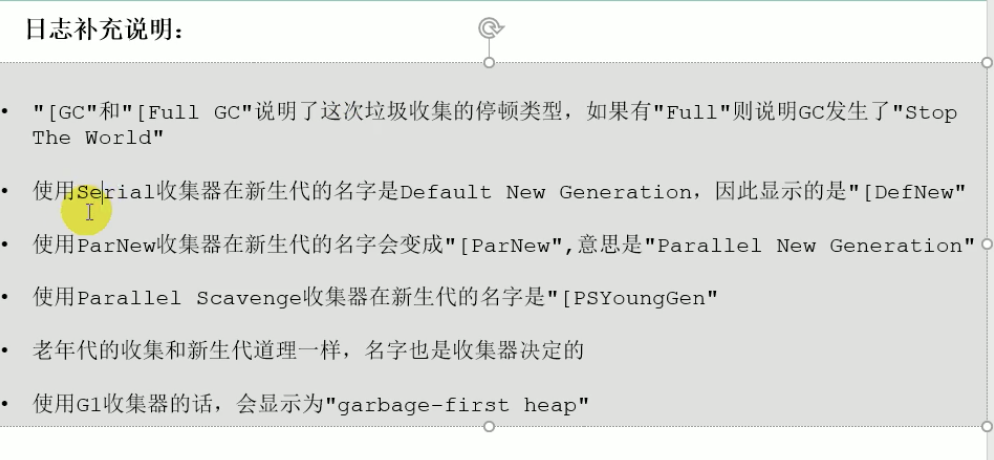 日志补充说明：
• "[GC"和"[Full GC"说明了这次垃圾收集的停顿类型，如果有"Full"则说明GC发生了"Stop
The World"
• 使用Serial收集器在新生代的名字是Default New Generation，因此显示的是"[DefNew"
• 使用ParNew收集器在新生代的名字会变成"[ParNew",意思是"Parallel New Generation"
• 使用Parallel Scavenge收集器在新生代的名字是"[PSYoungGen"
• 老年代的收集和新生代道理一样，名字也是收集器决定的
• 使用G1收集器的话，会显示为"garbage-first heap"